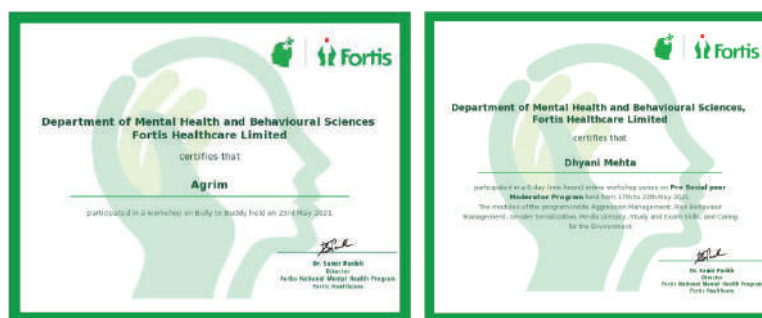 Fortis
Department of Mental Health and Behavioural Sciences
Fortis Healthcare Limited
certifies that
Agrim
participated in a workshop on Bully to Buddy held on 23rd May 2021
Dr. Samir Parikh
Director
Fortis National Mental Health Program
Fortis Healthcare
Fortis
Department of Mental Health and Behavioural Sciences,
Fortis Healthcare Limited
certifies that
Dhyani Mehta
participated in a 6-day (one hours) online workshop series on Pro Social peer
Moderator Program held from 17th to 22th May 2021
The modules of the program inside Aggression Management, Risk Behaviour
Management, Gender Sensitization, Media Literacy, Study and Exam Skills, and Caring
for the Environment
Dr. Samir Parikh
Director
Fortis National Mental Health Program
Fortis Healthcare